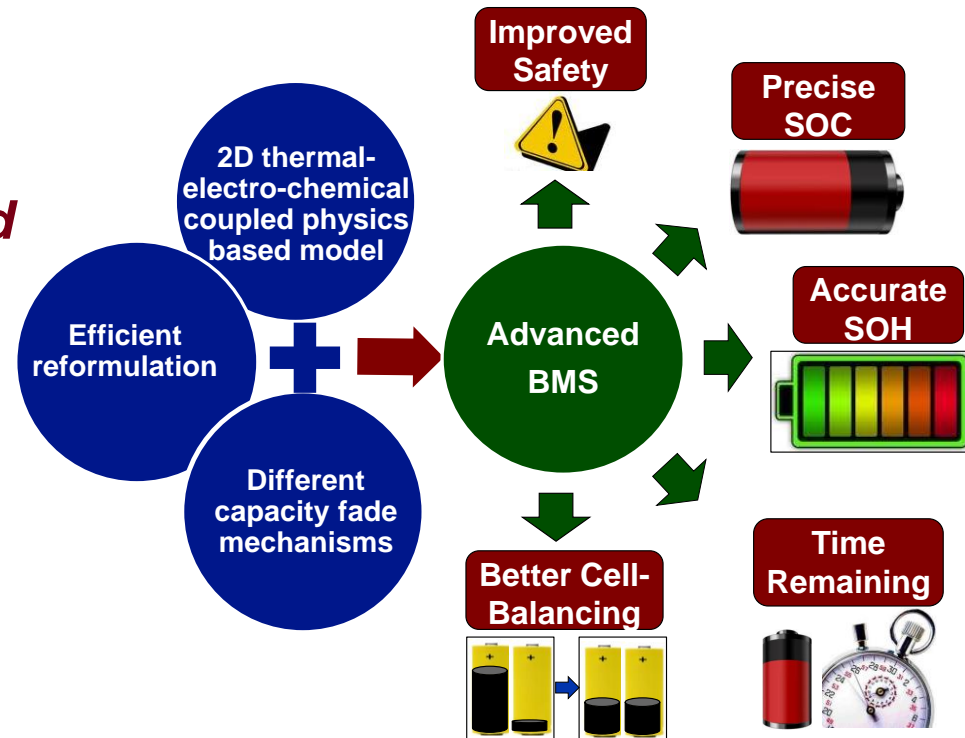 Improved
Safety
Precise
SOC
2D thermal-
electro-chemical
coupled physics
based model
d
Efficient
reformulation
Advanced
BMS
Accurate
SOH
Different
capacity fade
mechanisms
Better Cell-
Balancing
Time
Remaining
+ +
+ +